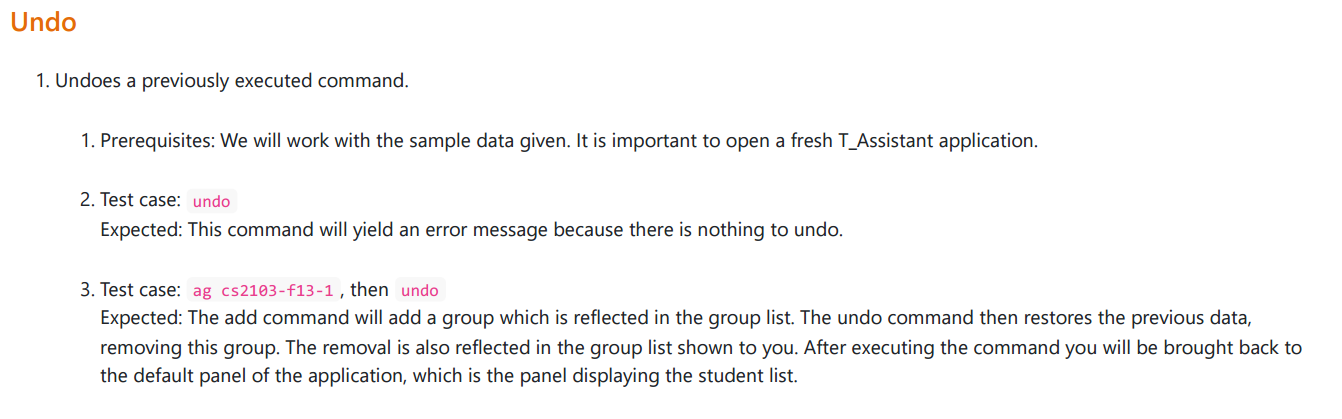 Undo
1. Undoes a previously executed command.
1. Prerequisites: We will work with the sample data given. It is important to open a fresh T_Assistant application.
2. Test case: undo
Expected: This command will yield an error message because there is nothing to undo.
3. Test case: ag cs2103-f13-1 , then undo
Expected: The add command will add a group which is reflected in the group list. The undo command then restores the previous data,
removing this group. The removal is also reflected in the group list shown to you. After executing the command you will be brought back to
the default panel of the application, which is the panel displaying the student list.